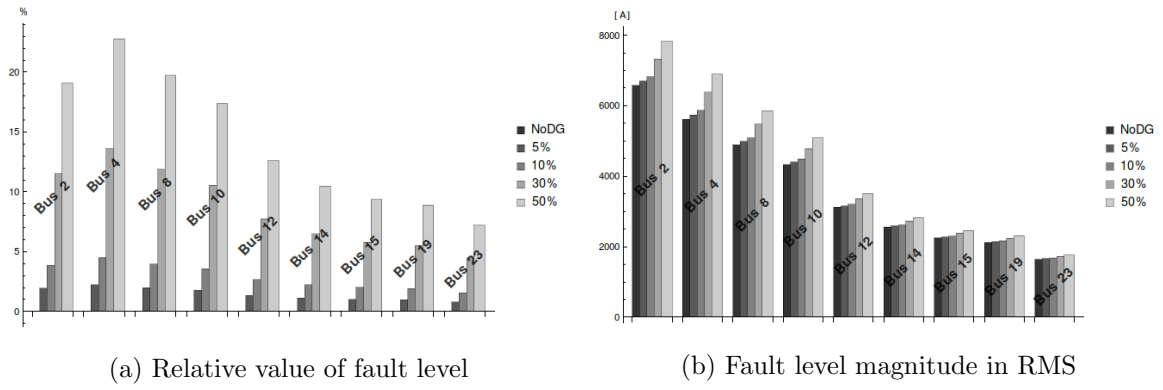 %
20
15
10
5
0
Bus 2
Bus 4
Bus 8
Bus 10
Bus 12
Bus 14
Bus 15
Bus 19
Bus 23
NoDG
5%
10%
30%
50%
(a) Relative value of fault level
[A]
8000
6000
4000
2000
0
Bus 2
Bus 4
Bus 8
Bus 10
Bus 12
Bus 14
Bus 15
Bus 19
Bus 23
NoDG
5%
10%
30%
50%
(b) Fault level magnitude in RMS